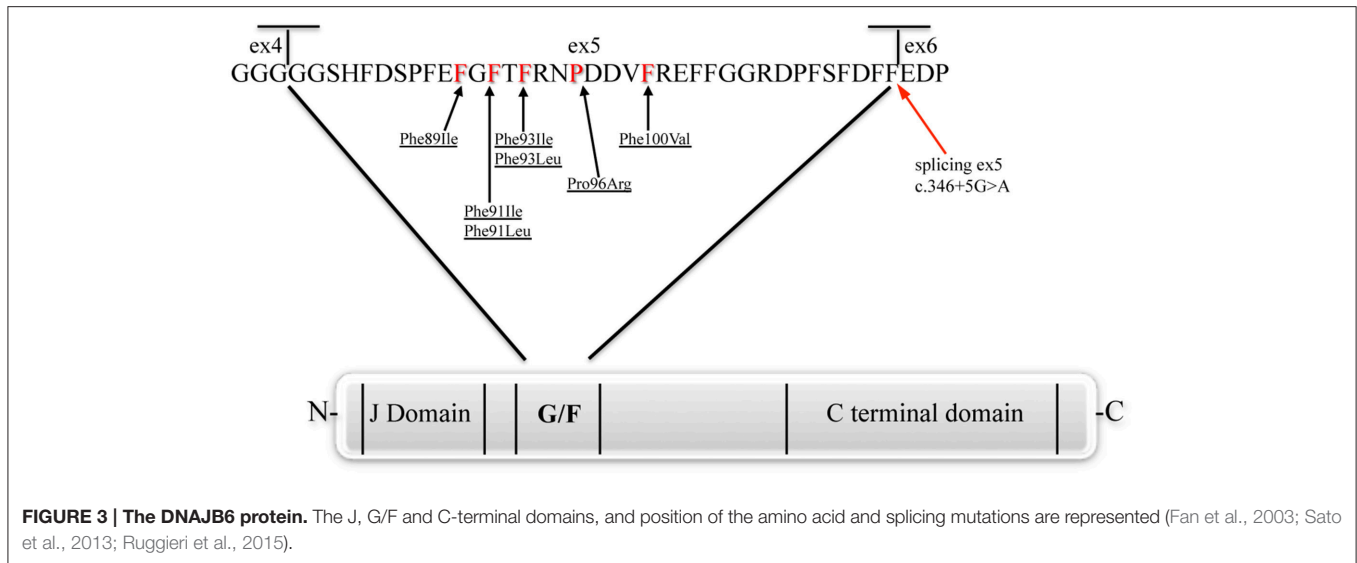 ex4 ex5 ex6
GGGGGSHFDSPFEFGFTFRNPDDVFREFFGGRDPFSFDFFEDP
Phe89Ile
Phe93Ile
Phe93Leu
Phe100Val
Pro96Arg
Phe91Ile
Phe91Leu
splicing ex5
c.346+5G>A
N- J Domain G/F C terminal domain -C
FIGURE 3 | The DNAJB6 protein. The J, G/F and C-terminal domains, and position of the amino acid and splicing mutations are represented (Fan et al., 2003; Sato
et al., 2013; Ruggieri et al., 2015).